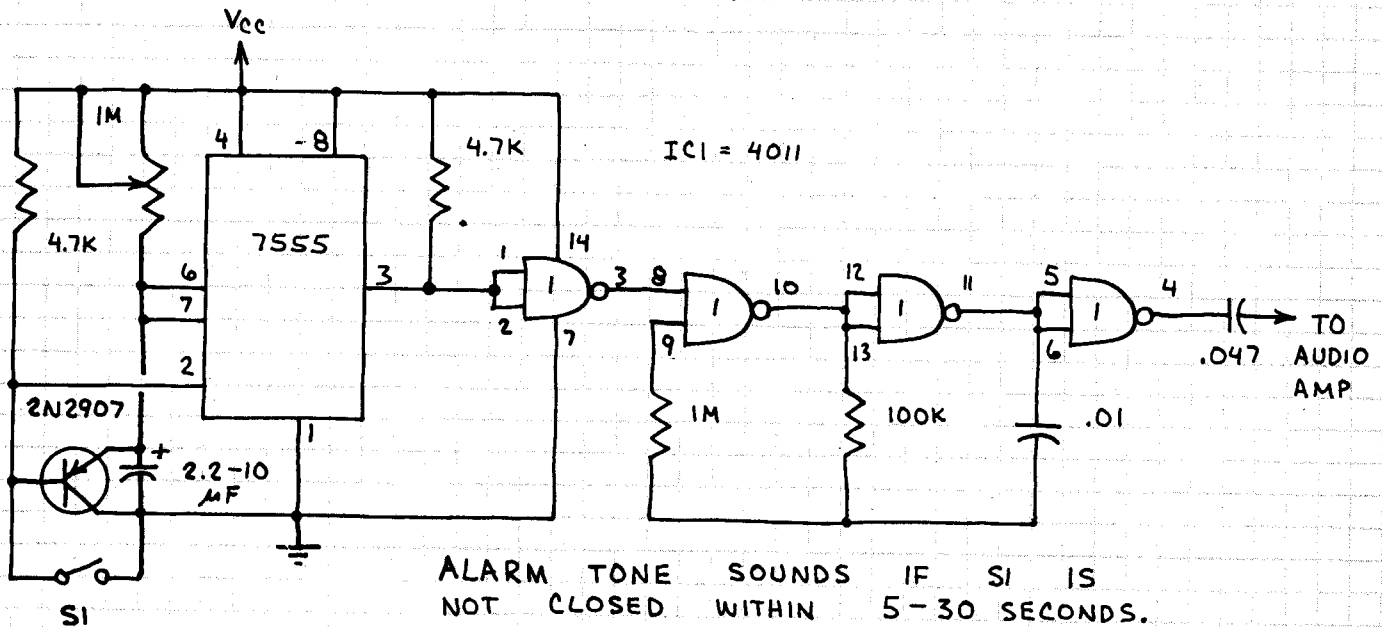 Vcc
1M
4
-8
4.7K
IC1 = 4011
4.7K
7555
14
1
1
2
3
6
7
3
8
1
10
12
1
11
5
1
4
2
7
9
13
6
.047
TO
AUDIO
AMP.
2N2907
1
1M
100K
.01
+
2.2-10
µF
S1
ALARM TONE SOUNDS IF S1 IS
NOT CLOSED WITHIN 5-30 SECONDS.